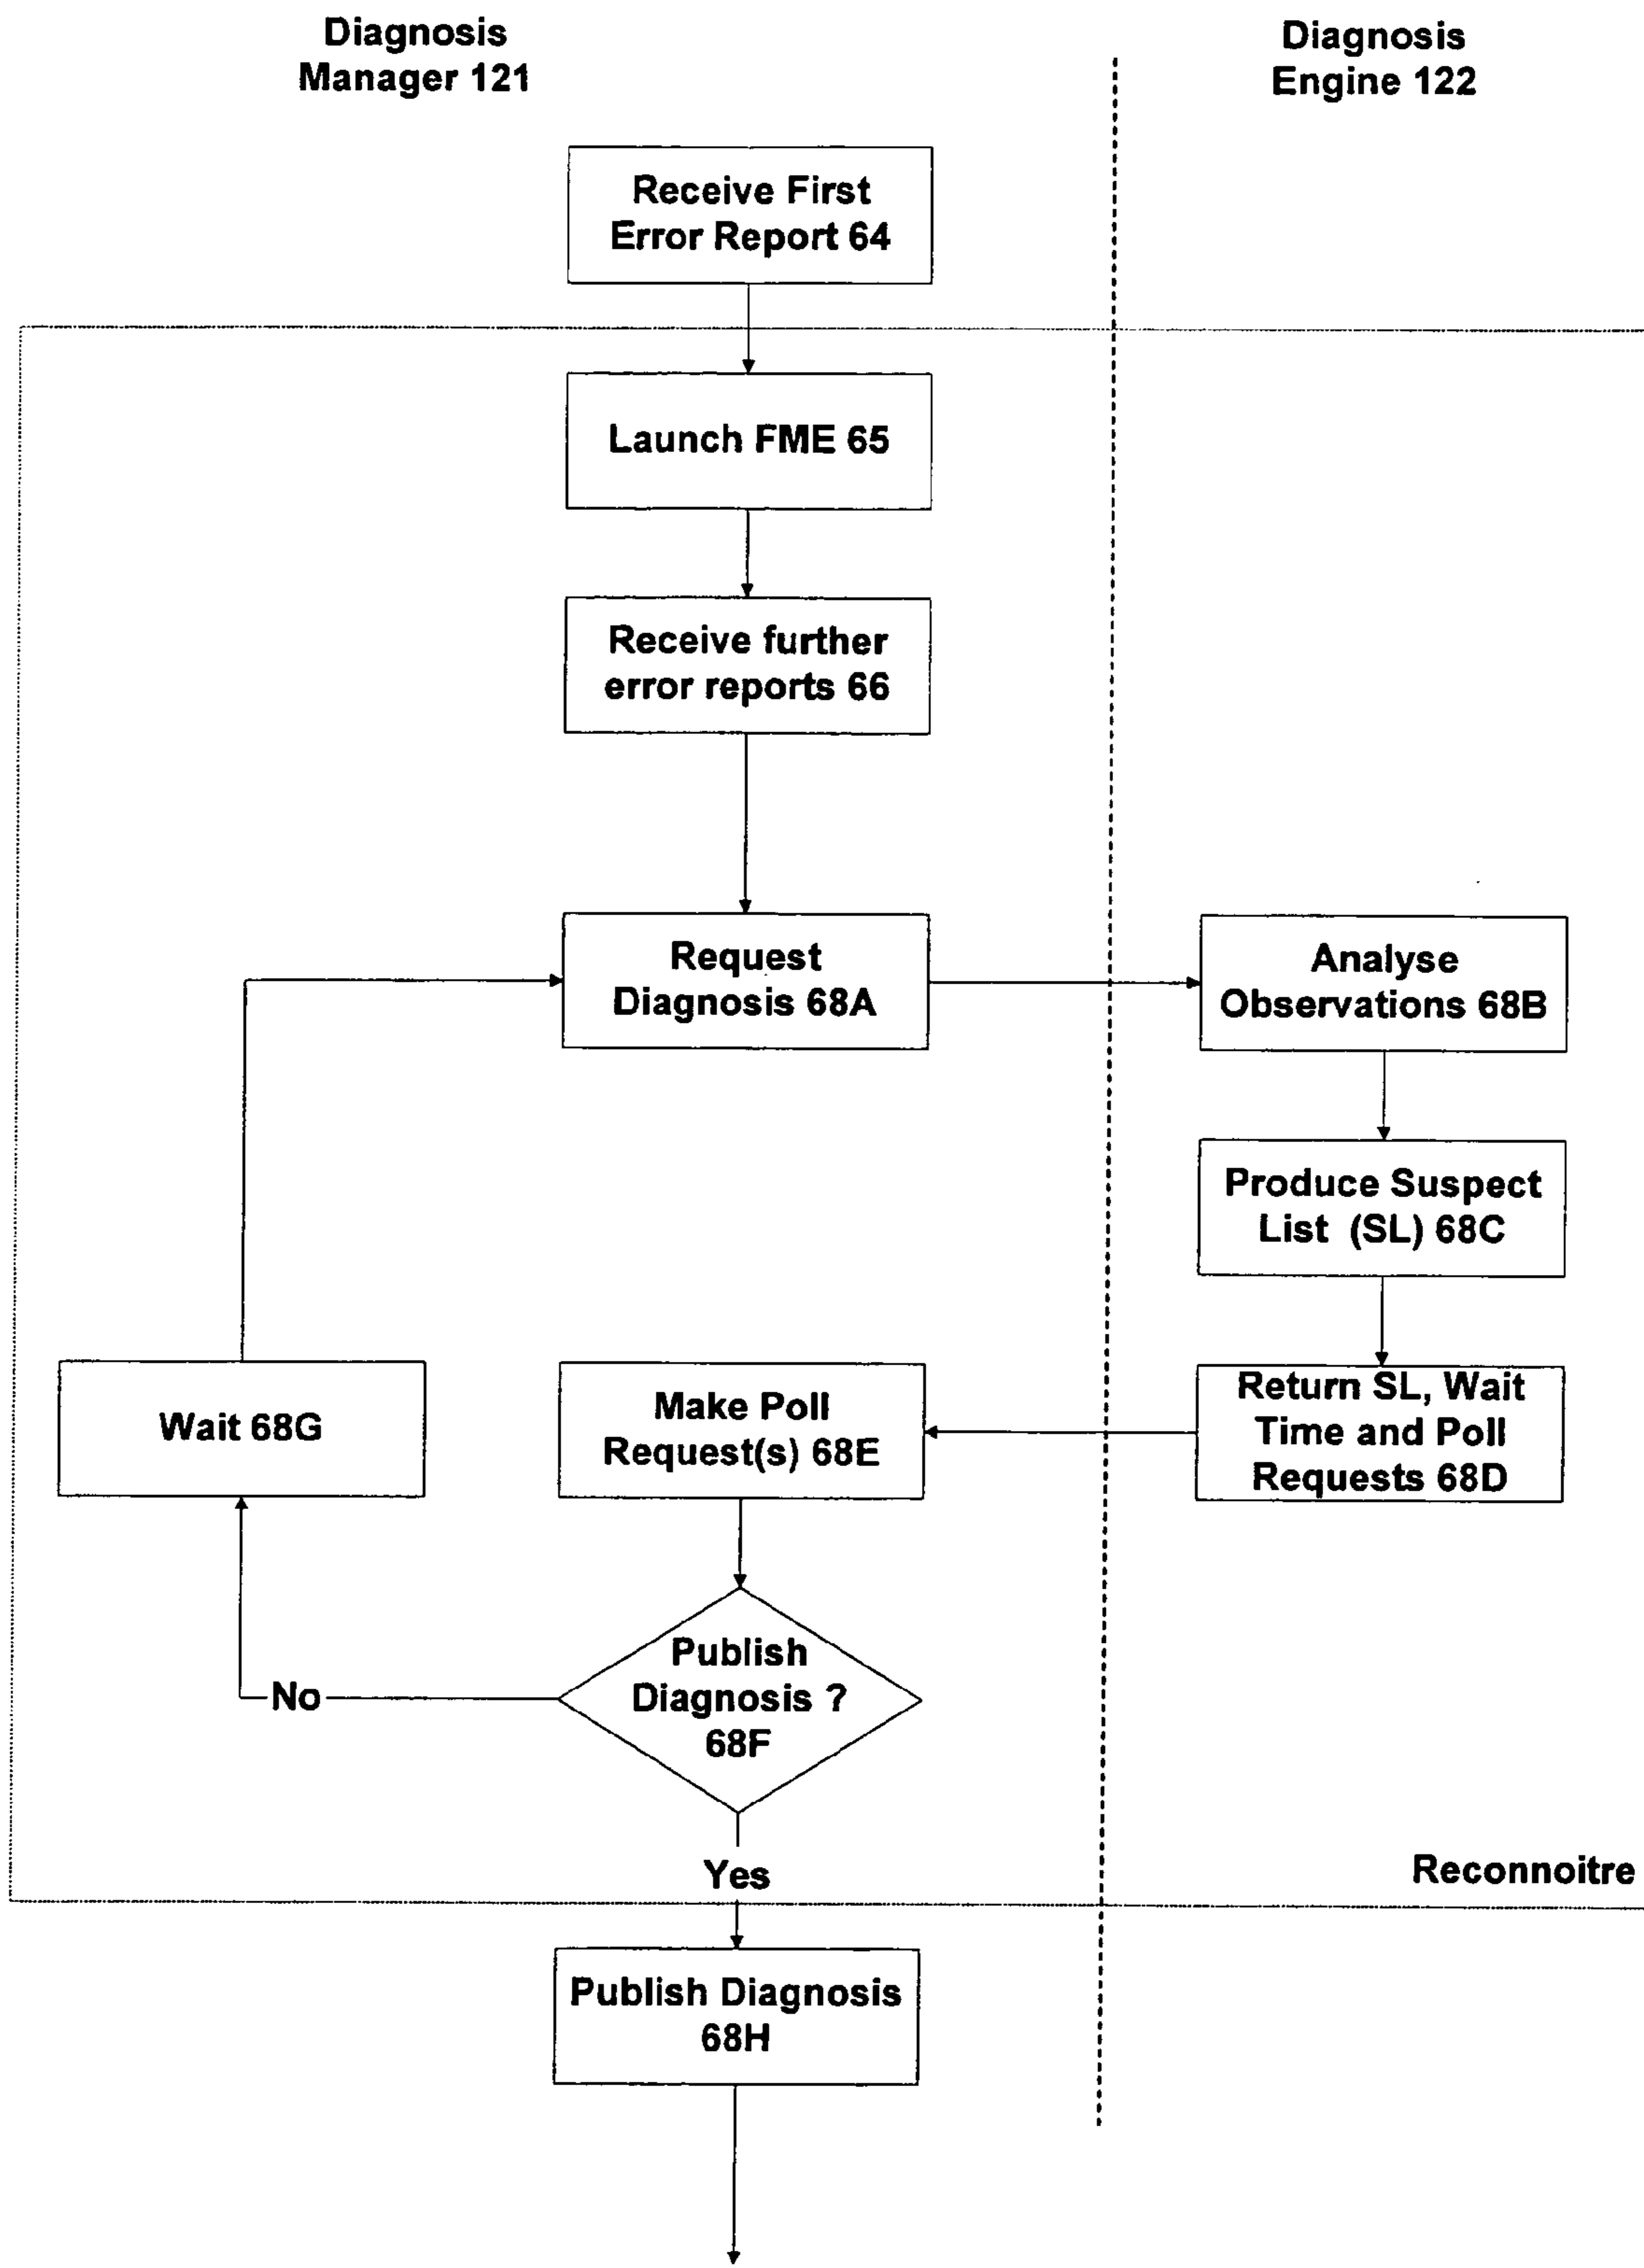 Diagnosis
Manager 121
Diagnosis
Engine 122
Receive First
Error Report 64
Launch FME 65
Receive further
error reports 66
Request
Diagnosis 68A
Analyse
Observations 68B
Produce Suspect
List (SL) 68C
Return SL, Wait
Time and Poll
Requests 68D
Make Poll
Request(s) 68E
Wait 68G
Publish
Diagnosis ?
68F
No
Yes
Reconnoitre
Publish Diagnosis
68H